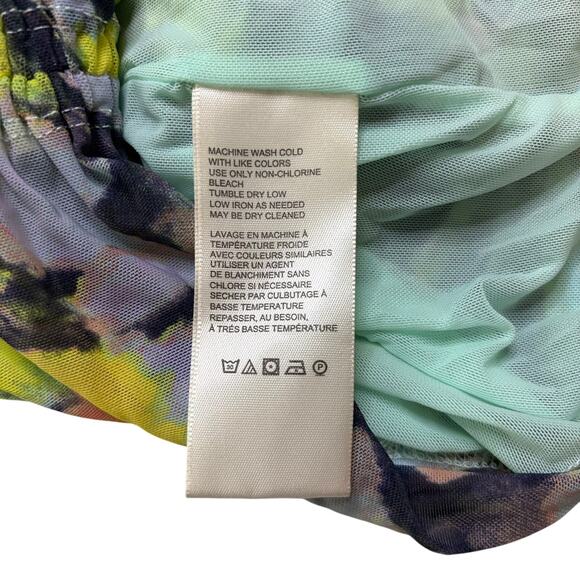 MACHINE WASH COLD
WITH LIKE COLORS
USE ONLY NON-CHLORINE
BLEACH
TUMBLE DRY LOW
LOW IRON AS NEEDED
MAY BE DRY CLEANED
LAVAGE EN MACHINE À
TEMPÉRATURE FROIDE
AVEC COULEURS SIMILAIRES
UTILISER UN AGENT
DE BLANCHIMENT SANS
CHLORE SI NÉCESSAIRE
SECHER PAR CULBUTAGE À
BASSE TEMPERATURE
REPASSER, AU BESOIN,
À TRÉS BASSE TEMPÉRATURE
30 P